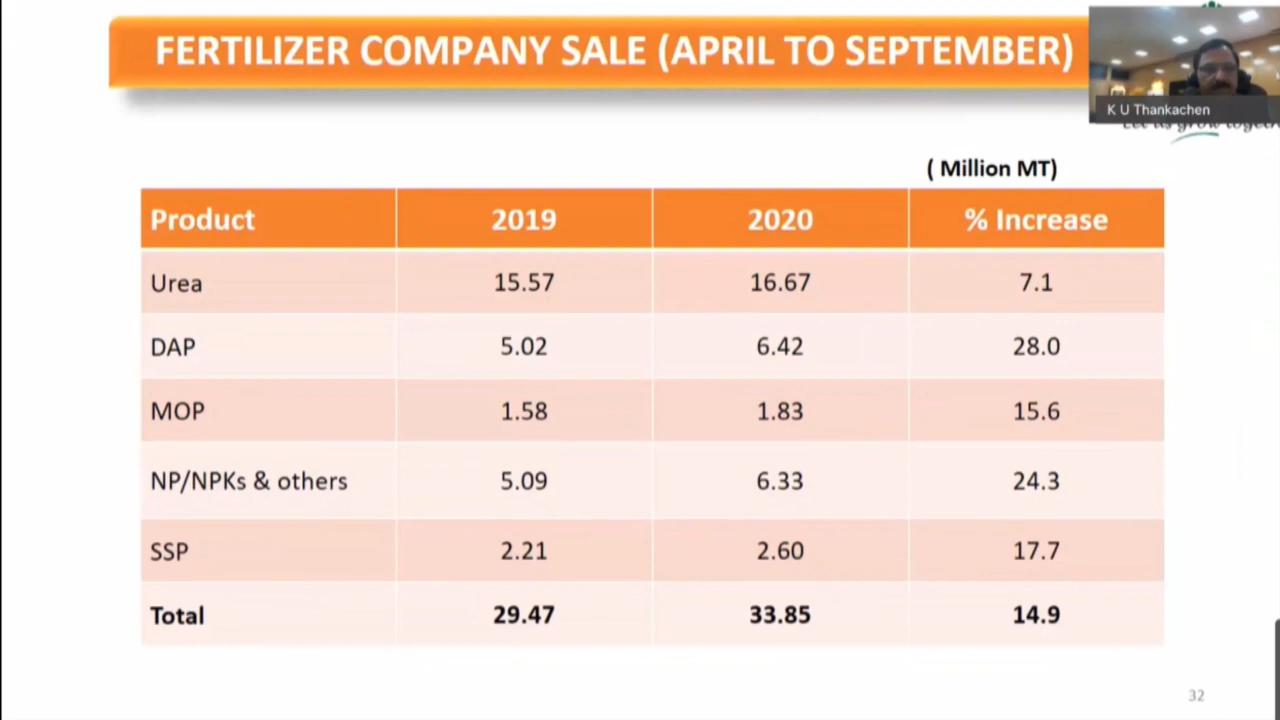 FERTILIZER COMPANY SALE (APRIL TO SEPTEMBER)
K U Thankachen
( Million MT)
Product 2019 2020 % Increase
Urea 15.57 16.67 7.1
DAP 5.02 6.42 28.0
MOP 1.58 1.83 15.6
NP/NPKs & others 5.09 6.33 24.3
SSP 2.21 2.60 17.7
Total 29.47 33.85 14.9
32